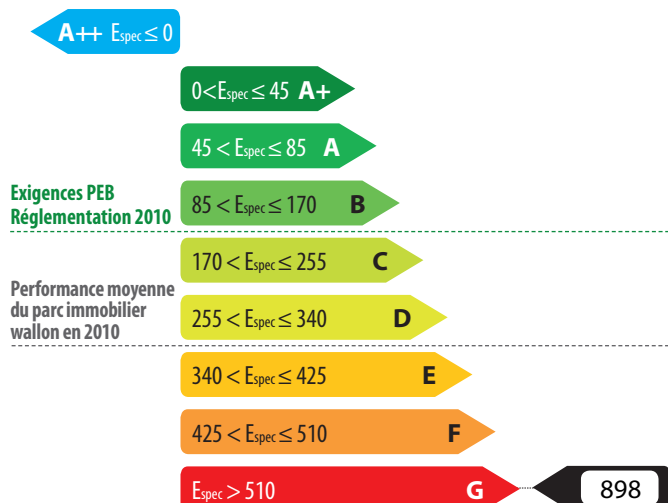 A++ Espec ≤ 0
0<Espec ≤ 45 A+
45 < Espec ≤ 85 A
Exigences PEB
Réglementation 2010
85 < Espec ≤ 170 B
170 < Espec ≤ 255 C
Performance moyenne
du parc immobilier
wallon en 2010
255 < Espec ≤ 340 D
340 < Espec ≤ 425 E
425 < Espec ≤ 510 F
Espec > 510 G 898